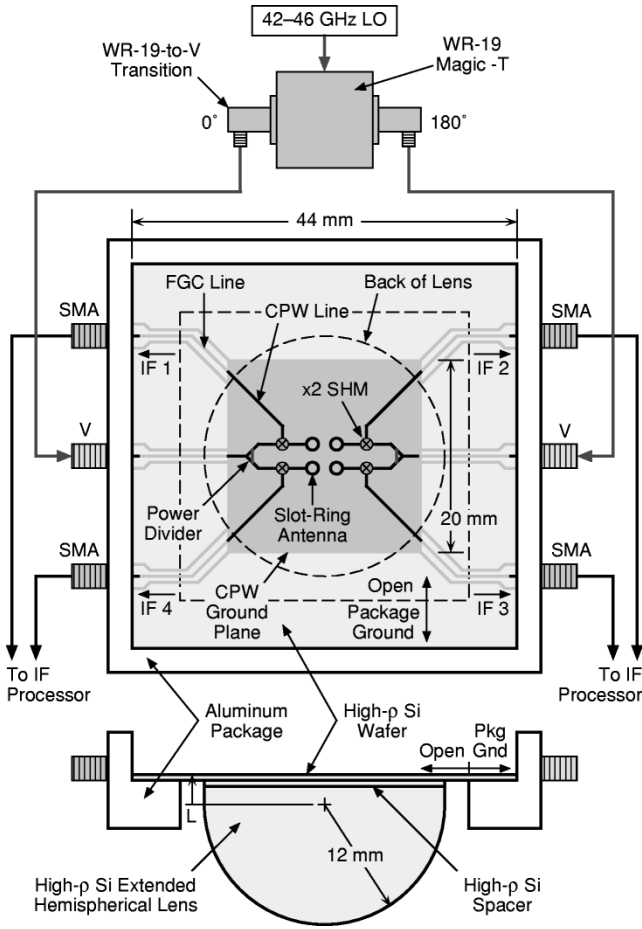 42–46 GHz LO
WR-19-to-V
Transition
WR-19
Magic -T
0°
180°
44 mm
FGC Line
Back of Lens
SMA
CPW Line
SMA
IF 1
IF 2
x2 SHM
V
V
Power
Divider
Slot-Ring
Antenna
20 mm
SMA
SMA
IF 4
CPW
Ground
Plane
Open
Package
Ground
IF 3
To IF
Processor
To IF
Processor
Aluminum
Package
High-ρ Si
Wafer
Pkg
Open
Gnd
L
12 mm
High-ρ Si Extended
Hemispherical Lens
High-ρ Si
Spacer